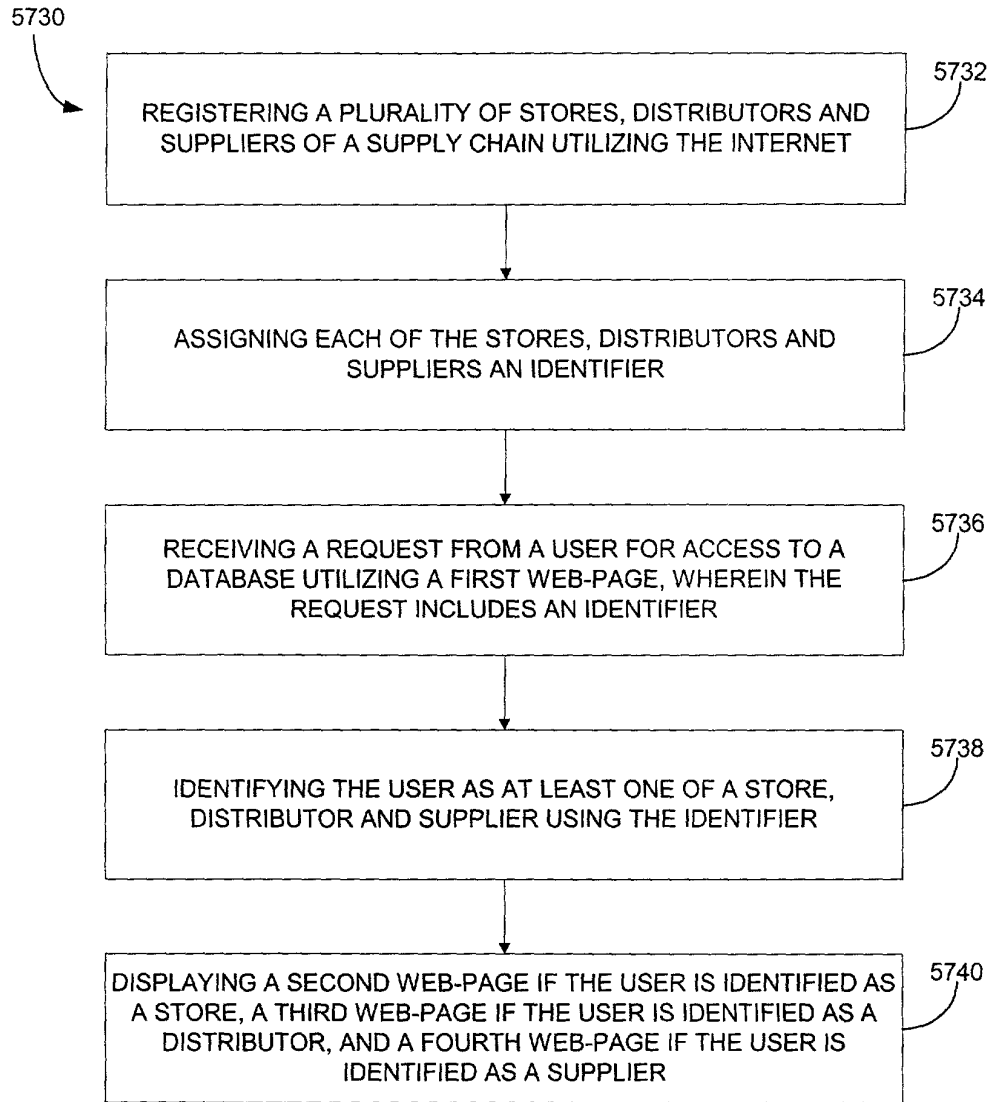 5730
5732
REGISTERING A PLURALITY OF STORES, DISTRIBUTORS AND
SUPPLIERS OF A SUPPLY CHAIN UTILIZING THE INTERNET
5734
ASSIGNING EACH OF THE STORES, DISTRIBUTORS AND
SUPPLIERS AN IDENTIFIER
5736
RECEIVING A REQUEST FROM A USER FOR ACCESS TO A
DATABASE UTILIZING A FIRST WEB-PAGE, WHEREIN THE
REQUEST INCLUDES AN IDENTIFIER
5738
IDENTIFYING THE USER AS AT LEAST ONE OF A STORE,
DISTRIBUTOR AND SUPPLIER USING THE IDENTIFIER
5740
DISPLAYING A SECOND WEB-PAGE IF THE USER IS IDENTIFIED AS
A STORE, A THIRD WEB-PAGE IF THE USER IS IDENTIFIED AS A
DISTRIBUTOR, AND A FOURTH WEB-PAGE IF THE USER IS
IDENTIFIED AS A SUPPLIER